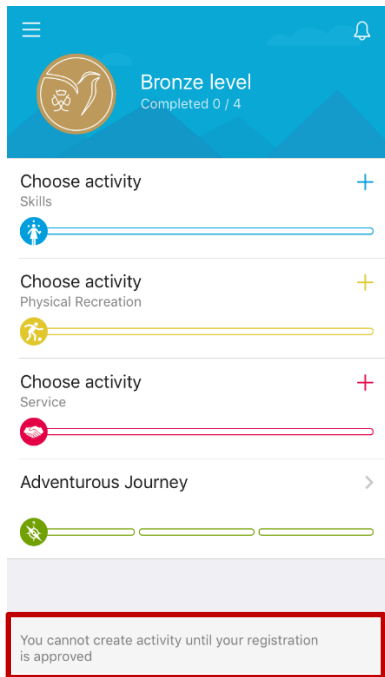 Bronze level
Completed 0 / 4
Choose activity
Skills
Choose activity
Physical Recreation
Choose activity
Service
Adventurous Journey
You cannot create activity until your registration
is approved